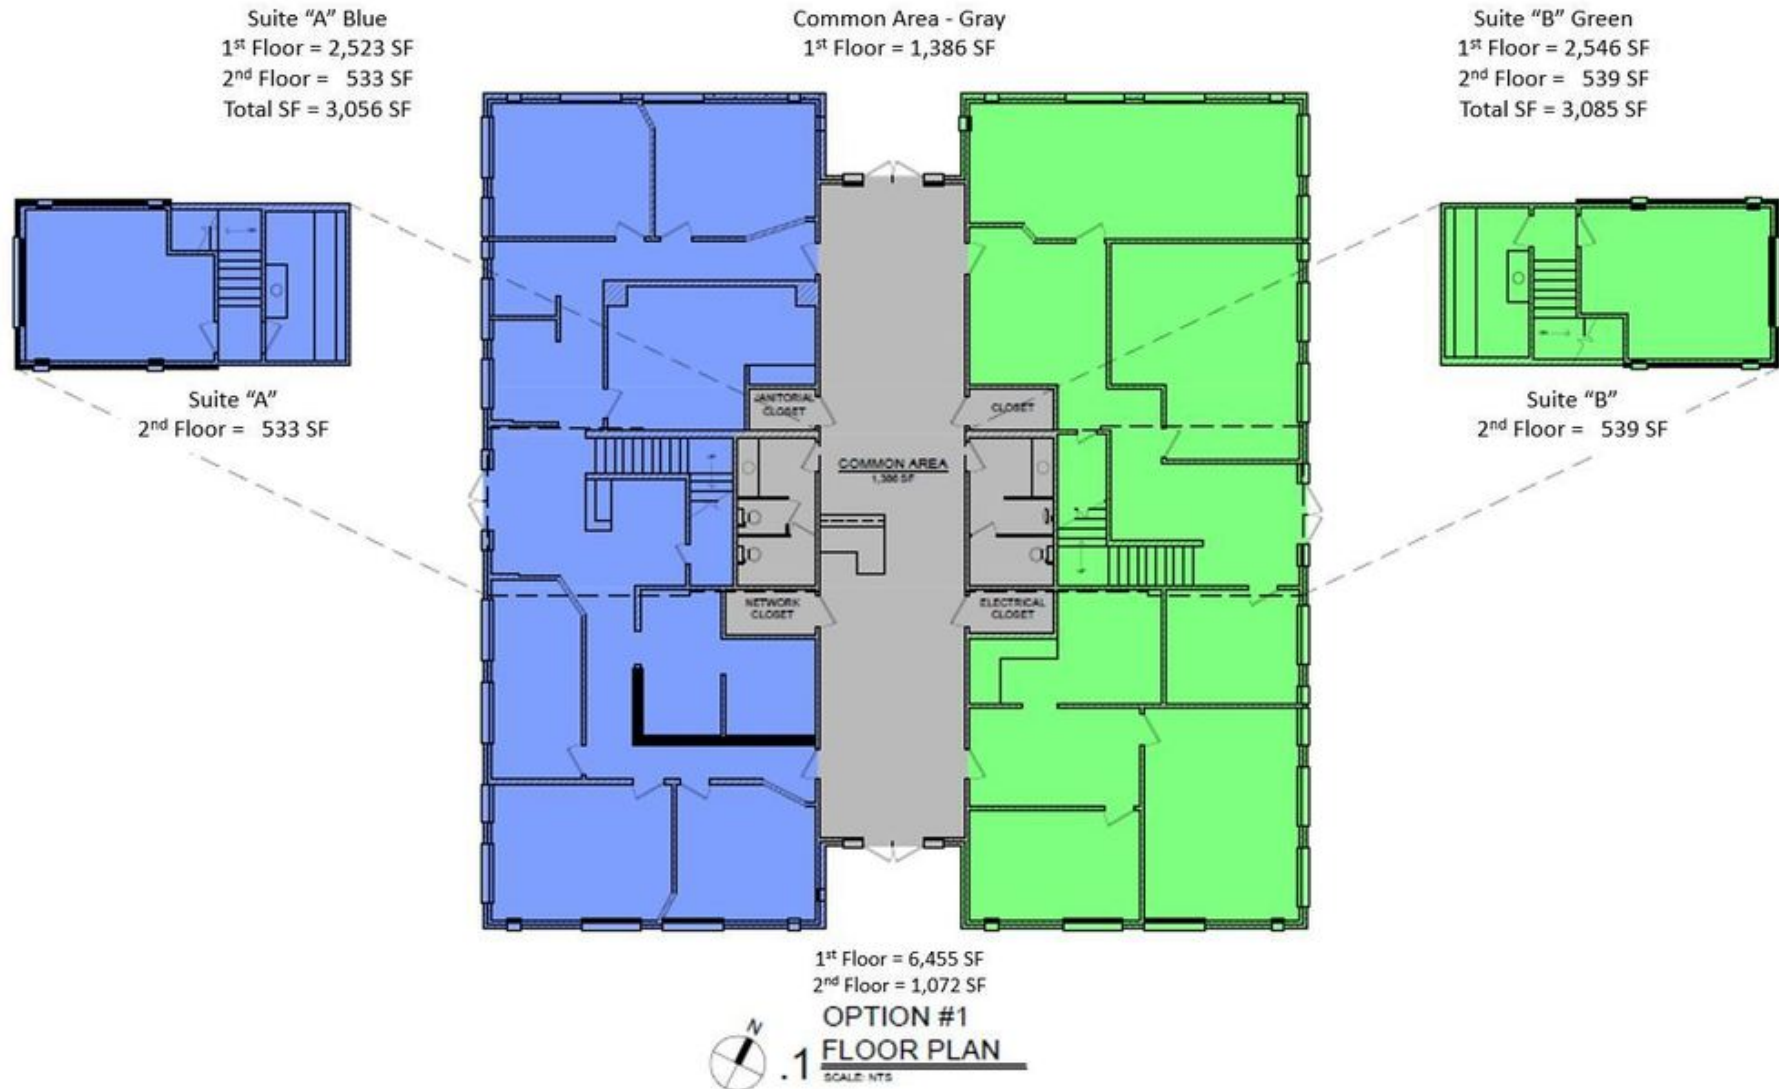 Suite “A” Blue
1st Floor = 2,523 SF
2nd Floor = 533 SF
Total SF = 3,056 SF
Common Area - Gray
1st Floor = 1,386 SF
Suite “B” Green
1st Floor = 2,546 SF
2nd Floor = 539 SF
Total SF = 3,085 SF
Suite “A”
2nd Floor = 533 SF
Suite “B”
2nd Floor = 539 SF
JANITORIAL
CLOSET
CLOSET
COMMON AREA
1,386 SF
NETWORK
CLOSET
ELECTRICAL
CLOSET
1st Floor = 6,455 SF
2nd Floor = 1,072 SF
N
.1
OPTION #1
FLOOR PLAN
SCALE: NTS